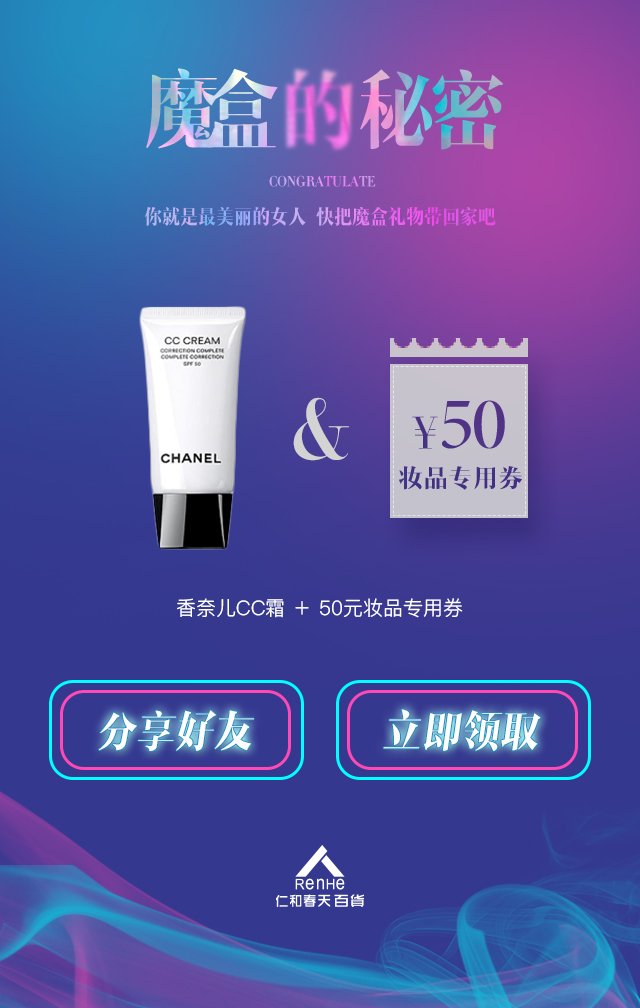 魔盒的秘密
CONGRATULATE
你就是最美丽的女人 快把魔盒礼物带回家吧
CC CREAM
CORRECTION COMPLETE
COMPLETE CORRECTION
SPF 50
CHANEL
&
¥50
妆品专用券
香奈儿CC霜 + 50元妆品专用券
分享好友
立即领取
RENHE
仁和春天百貨